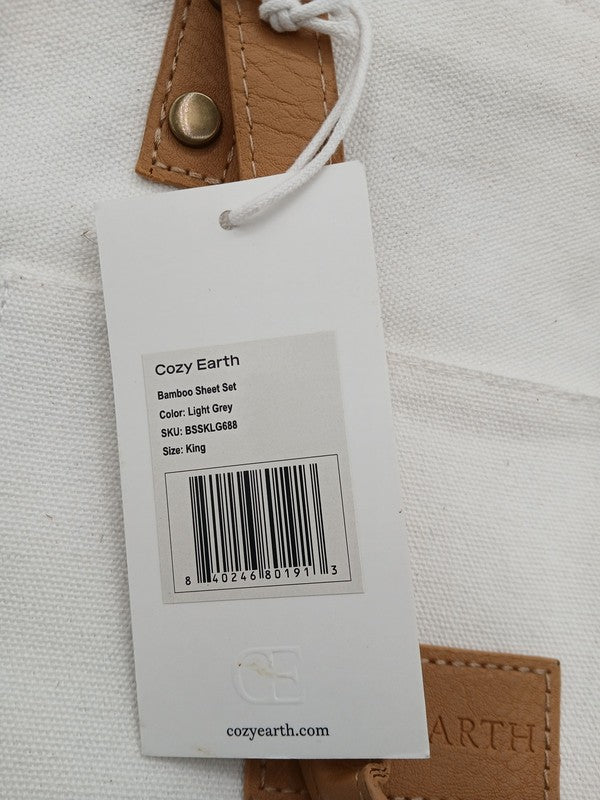 Cozy Earth
Bamboo Sheet Set
Color: Light Grey
SKU: BSSKLG688
Size: King
8 40246 80191 3
CE
cozyearth.com
EARTH